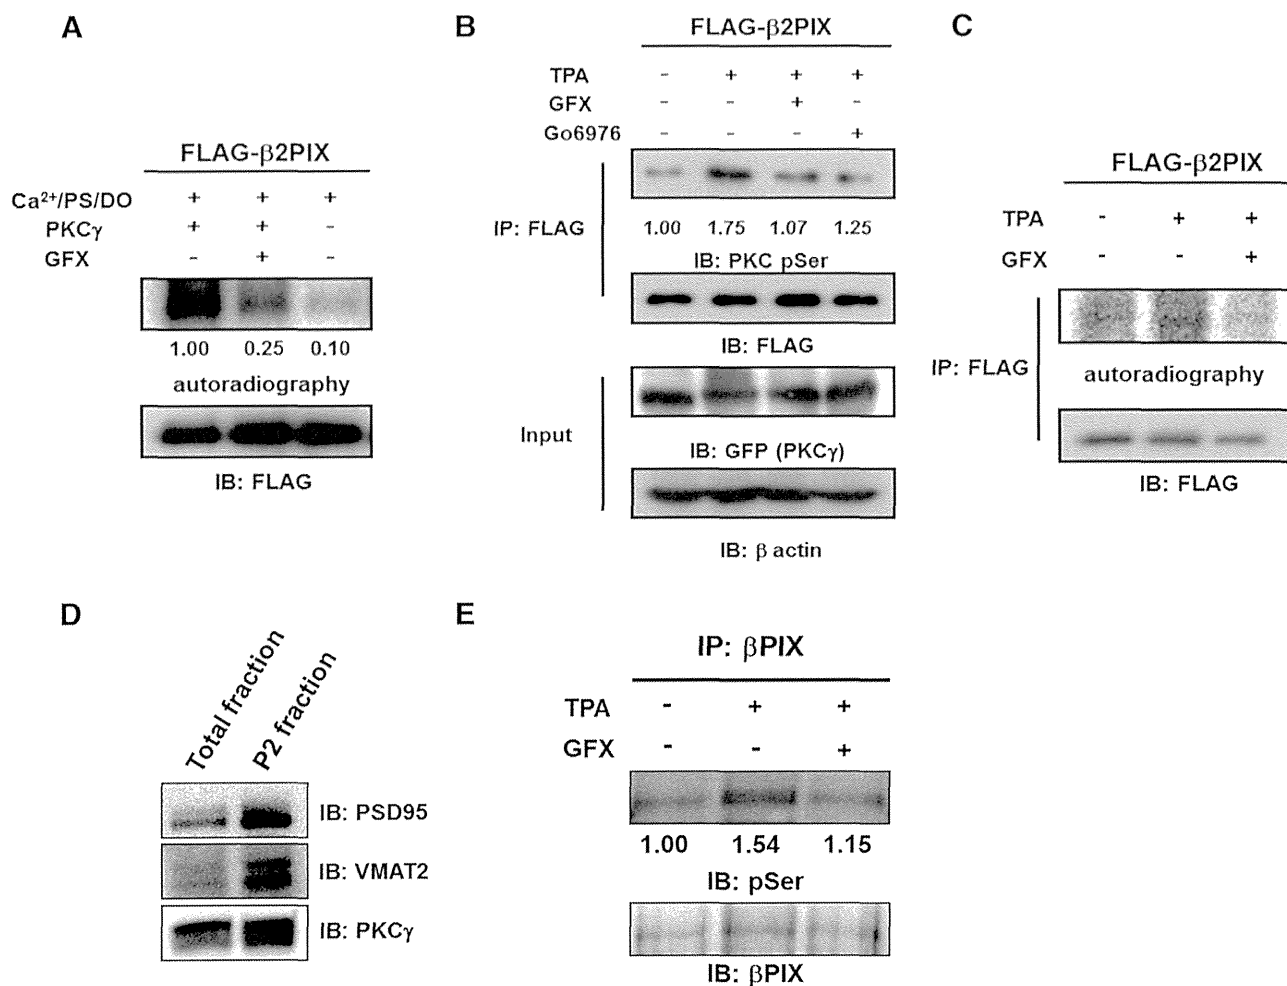 A
FLAG-β2PIX
Ca²⁺/PS/DO + + +
PKCγ + + -
GFX - + -
1.00 0.25 0.10
autoradiography
IB: FLAG
B
FLAG-β2PIX
TPA - + + +
GFX - - + -
Go6976 - - - +
IP: FLAG
1.00 1.75 1.07 1.25
IB: PKC pSer
IB: FLAG
Input
IB: GFP (PKCγ)
IB: β actin
C
FLAG-β2PIX
TPA - + +
GFX - - +
IP: FLAG
autoradiography
IB: FLAG
D
Total fraction
P2 fraction
IB: PSD95
IB: VMAT2
IB: PKCγ
E
IP: βPIX
TPA - + +
GFX - - +
1.00 1.54 1.15
IB: pSer
IB: βPIX